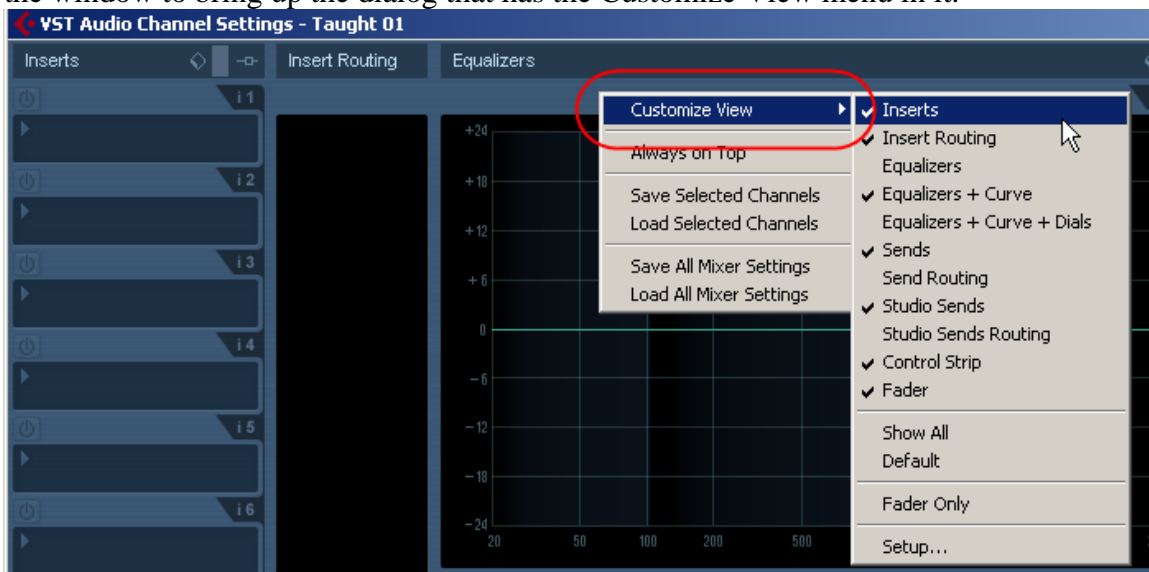 the window to bring up the dialog that has the Customize View menu in it.
VST Audio Channel Settings - Taught 01
Inserts
Insert Routing
Equalizers
i 1
i 2
i 3
i 4
i 5
i 6
+24
+18
+12
+6
0
-6
-12
-18
-24
20 50 100 200 500
Customize View
Always on Top
Save Selected Channels
Load Selected Channels
Save All Mixer Settings
Load All Mixer Settings
Inserts
Insert Routing
Equalizers
Equalizers + Curve
Equalizers + Curve + Dials
Sends
Send Routing
Studio Sends
Studio Sends Routing
Control Strip
Fader
Show All
Default
Fader Only
Setup...